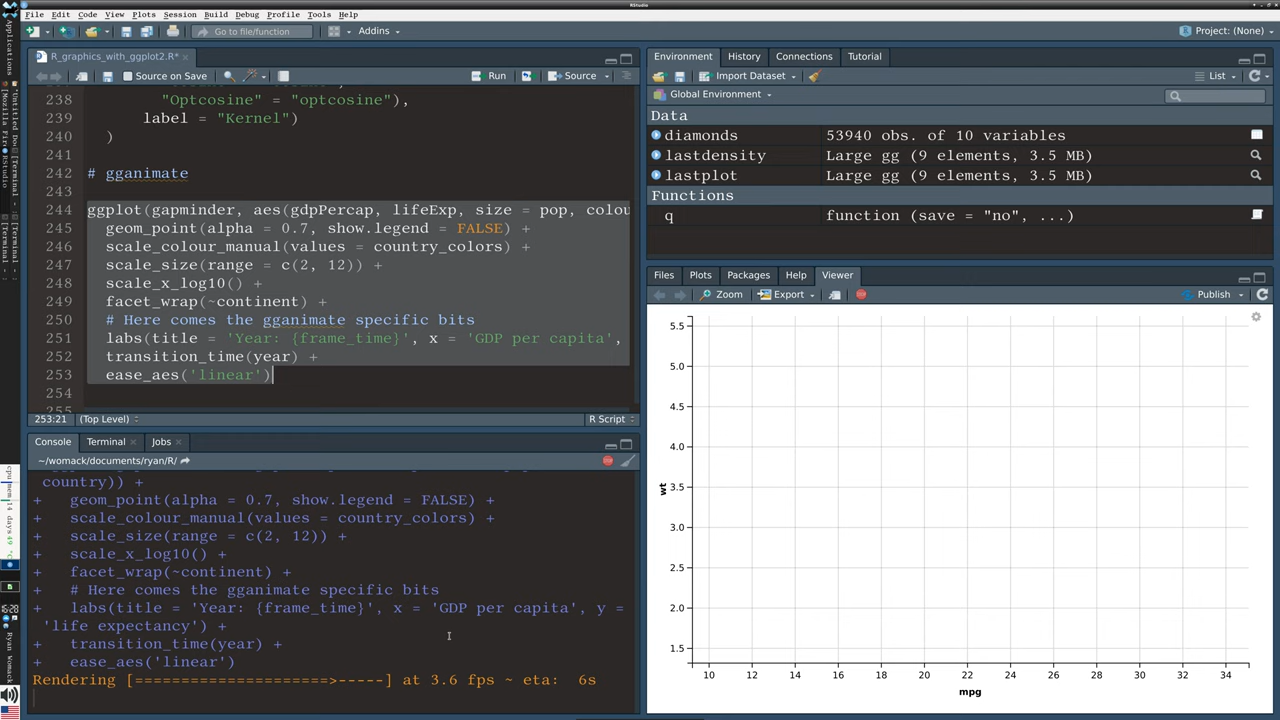 RStudio
File Edit Code View Plots Session Build Debug Profile Tools Help
Go to file/function
Addins
Project: (None)
R_graphics_with_ggplot2.R*
Source on Save
Run
Source
238 "Optcosine" = "optcosine"),
239 label = "Kernel")
240 )
241
242 # gganimate
243
244 ggplot(gapminder, aes(gdpPercap, lifeExp, size = pop, colou
245 geom_point(alpha = 0.7, show.legend = FALSE) +
246 scale_colour_manual(values = country_colors) +
247 scale_size(range = c(2, 12)) +
248 scale_x_log10() +
249 facet_wrap(~continent) +
250 # Here comes the gganimate specific bits
251 labs(title = 'Year: {frame_time}', x = 'GDP per capita',
252 transition_time(year) +
253 ease_aes('linear')
254
255
253:21 (Top Level) R Script
Console Terminal Jobs
~/womack/documents/ryan/R/
country)) +
+ geom_point(alpha = 0.7, show.legend = FALSE) +
+ scale_colour_manual(values = country_colors) +
+ scale_size(range = c(2, 12)) +
+ scale_x_log10() +
+ facet_wrap(~continent) +
+ # Here comes the gganimate specific bits
+ labs(title = 'Year: {frame_time}', x = 'GDP per capita', y =
'life expectancy') +
+ transition_time(year) +
+ ease_aes('linear')
Rendering [=====================>-----] at 3.6 fps ~ eta: 6s
Environment History Connections Tutorial
Import Dataset
List
Global Environment
Data
diamonds 53940 obs. of 10 variables
lastdensity Large gg (9 elements, 3.5 MB)
lastplot Large gg (9 elements, 3.5 MB)
Functions
q function (save = "no", ...)
Files Plots Packages Help Viewer
Zoom Export Publish
5.5
5.0
4.5
4.0
3.5
3.0
2.5
2.0
1.5
wt
10 12 14 16 18 20 22 24 26 28 30 32 34
mpg
Applications
RStudio
[Terminal
[Terminal
16:28
Ryan Womack